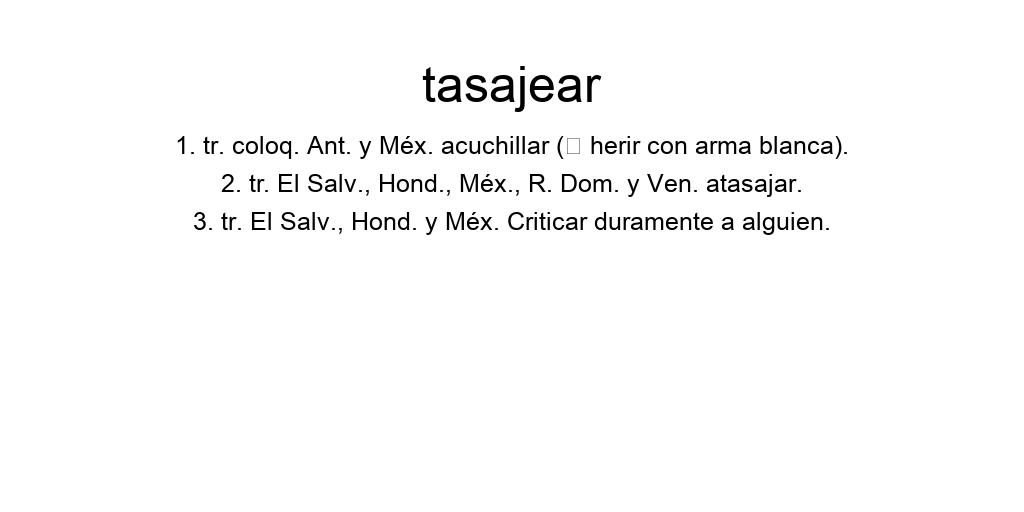 tasajear
1. tr. coloq. Ant. y Méx. acuchillar (□ herir con arma blanca).
2. tr. El Salv., Hond., Méx., R. Dom. y Ven. atasajar.
3. tr. El Salv., Hond. y Méx. Criticar duramente a alguien.